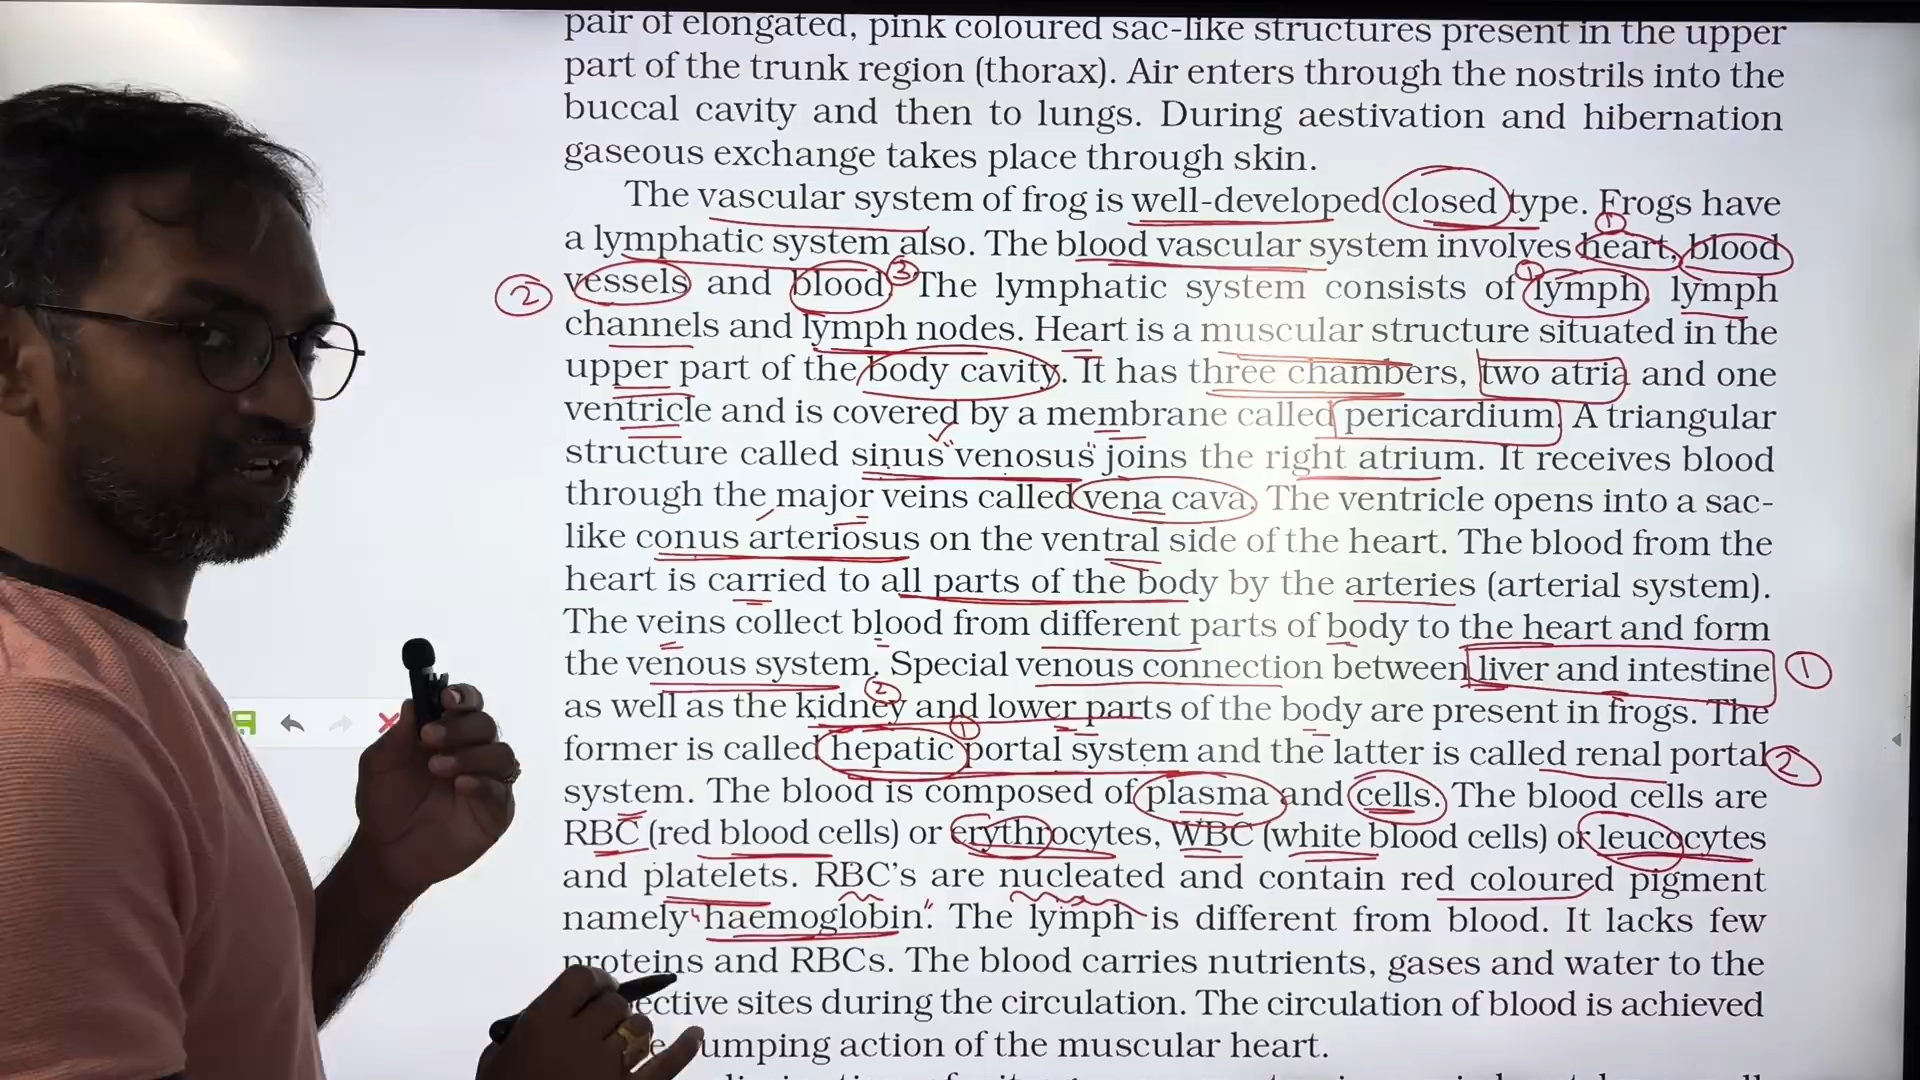 pair of elongated, pink coloured sac-like structures present in the upper
part of the trunk region (thorax). Air enters through the nostrils into the
buccal cavity and then to lungs. During aestivation and hibernation
gaseous exchange takes place through skin.
The vascular system of frog is well-developed closed type. Frogs have
a lymphatic system also. The blood vascular system involves heart, blood
vessels and blood. The lymphatic system consists of lymph, lymph
channels and lymph nodes. Heart is a muscular structure situated in the
upper part of the body cavity. It has three chambers, two atria and one
ventricle and is covered by a membrane called pericardium. A triangular
structure called sinus "venosus" joins the right atrium. It receives blood
through the major veins called vena cava. The ventricle opens into a sac-
like conus arteriosus on the ventral side of the heart. The blood from the
heart is carried to all parts of the body by the arteries (arterial system).
The veins collect blood from different parts of body to the heart and form
the venous system. Special venous connection between liver and intestine
as well as the kidney and lower parts of the body are present in frogs. The
former is called hepatic portal system and the latter is called renal portal
system. The blood is composed of plasma and cells. The blood cells are
RBC (red blood cells) or erythrocytes, WBC (white blood cells) or leucocytes
and platelets. RBC's are nucleated and contain red coloured pigment
namely "haemoglobin". The lymph is different from blood. It lacks few
proteins and RBCs. The blood carries nutrients, gases and water to the
ective sites during the circulation. The circulation of blood is achieved
umping action of the muscular heart.
1
3
2
1
1
2
1
2